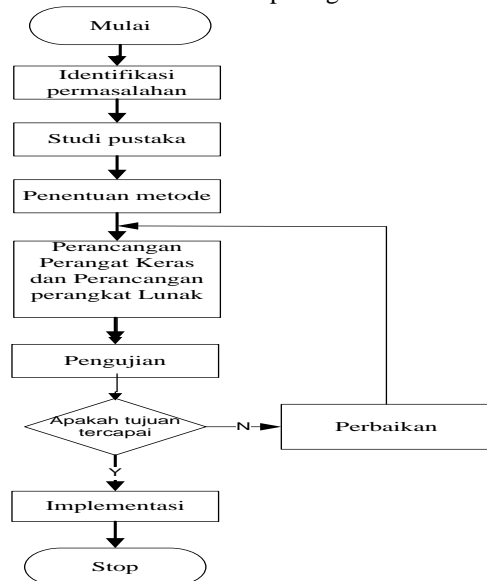 Mulai
Identifikasi
permasalahan
Studi pustaka
Penentuan metode
Perancangan
Perangat Keras
dan Perancangan
perangkat Lunak
Pengujian
Apakah tujuan
tercapai
N
Perbaikan
Y
Implementasi
Stop